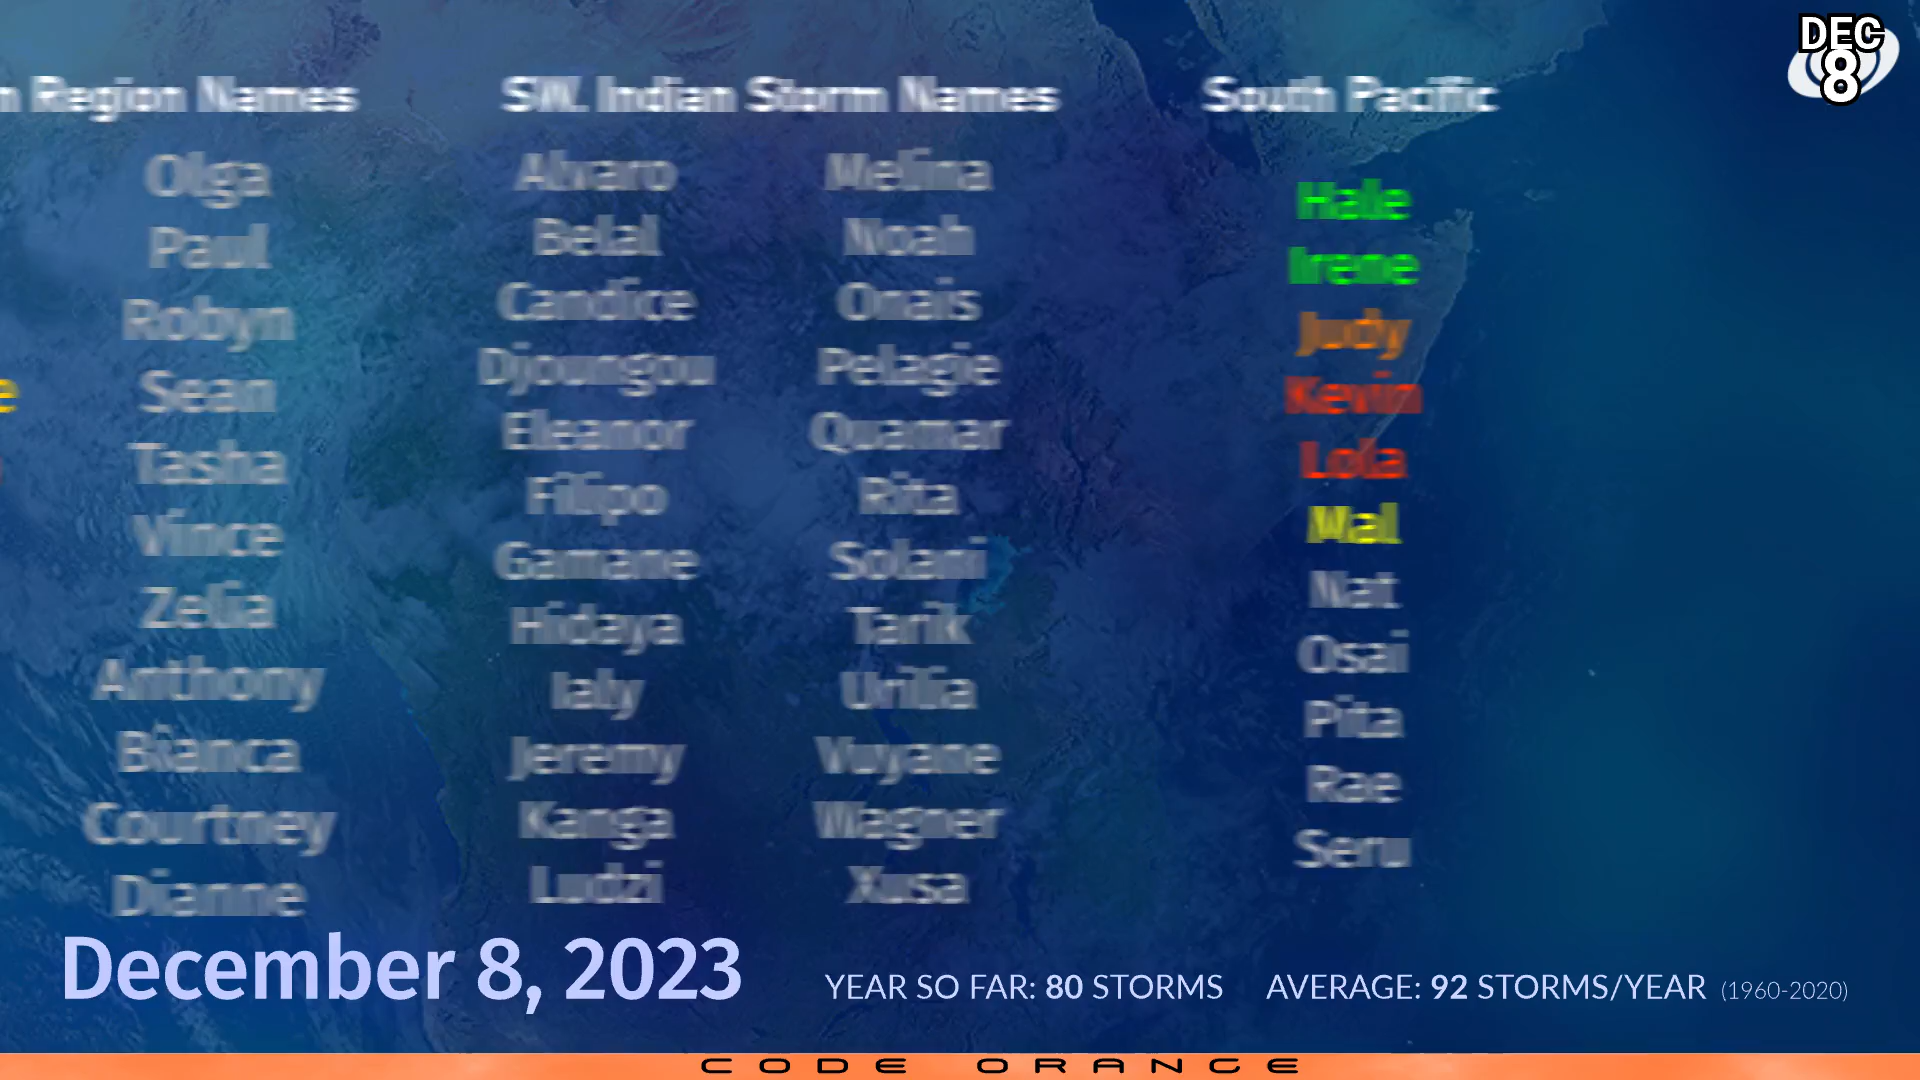 DEC
8
n Region Names
Olga
Paul
Robyn
Sean
Tasha
Vince
Zelia
Anthony
Bianca
Courtney
Dianne
SW. Indian Storm Names
Alvaro Melina
Belal Noah
Candice Onais
Djoungou Pelagie
Eleanor Quamar
Filipo Rita
Gamane Solani
Hidaya Tarik
Ialy Urilia
Jeremy Vuyane
Kanga Wagner
Ludzi Xusa
South Pacific
Hale
Irene
Judy
Kevin
Lola
Mal
Nat
Osai
Pita
Rae
Seru
e
December 8, 2023
YEAR SO FAR: 80 STORMS AVERAGE: 92 STORMS/YEAR (1960-2020)
CODE ORANGE